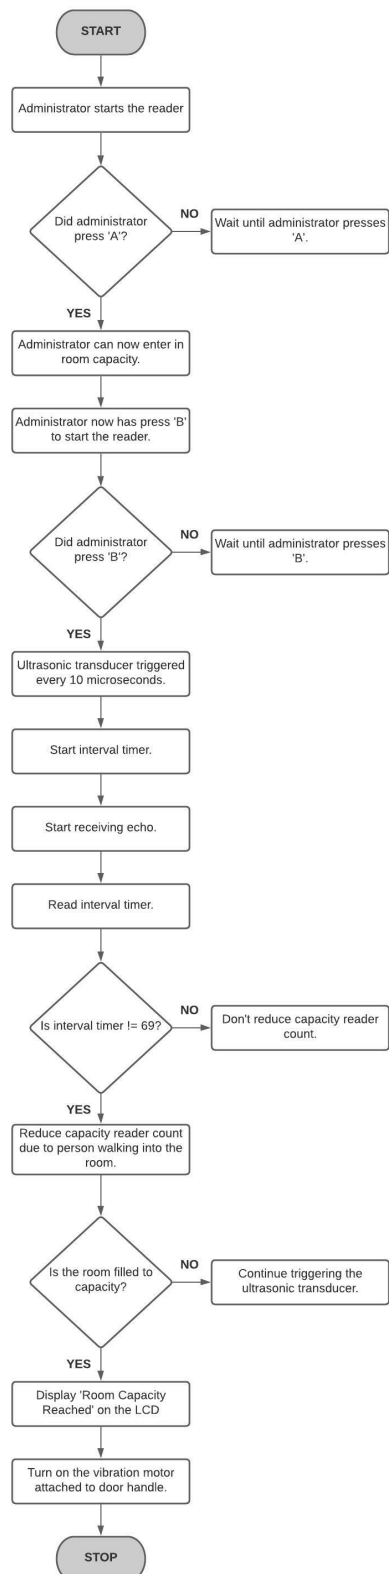 START
Administrator starts the reader
Did administrator
press 'A'?
NO
Wait until administrator presses
'A'.
YES
Administrator can now enter in
room capacity.
Administrator now has press 'B'
to start the reader.
Did administrator
press 'B'?
NO
Wait until administrator presses
'B'.
YES
Ultrasonic transducer triggered
every 10 microseconds.
Start interval timer.
Start receiving echo.
Read interval timer.
Is interval timer != 69?
NO
Don't reduce capacity reader
count.
YES
Reduce capacity reader count
due to person walking into the
room.
Is the room filled to
capacity?
NO
Continue triggering the
ultrasonic transducer.
YES
Display 'Room Capacity
Reached' on the LCD
Turn on the vibration motor
attached to door handle.
STOP